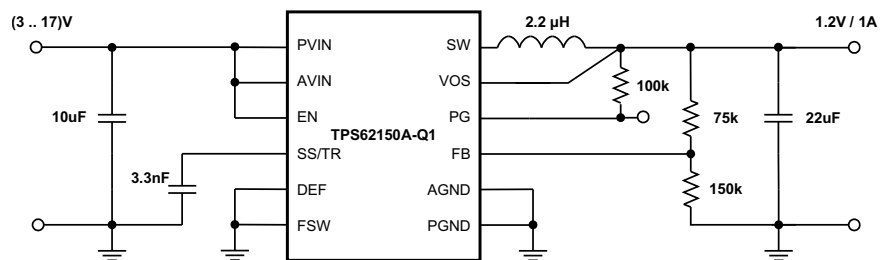 (3 .. 17)V
2.2 µH
1.2V / 1A
PVIN
SW
AVIN
VOS
100k
10uF
EN
PG
75k
22uF
TPS62150A-Q1
SS/TR
FB
3.3nF
DEF
AGND
150k
FSW
PGND